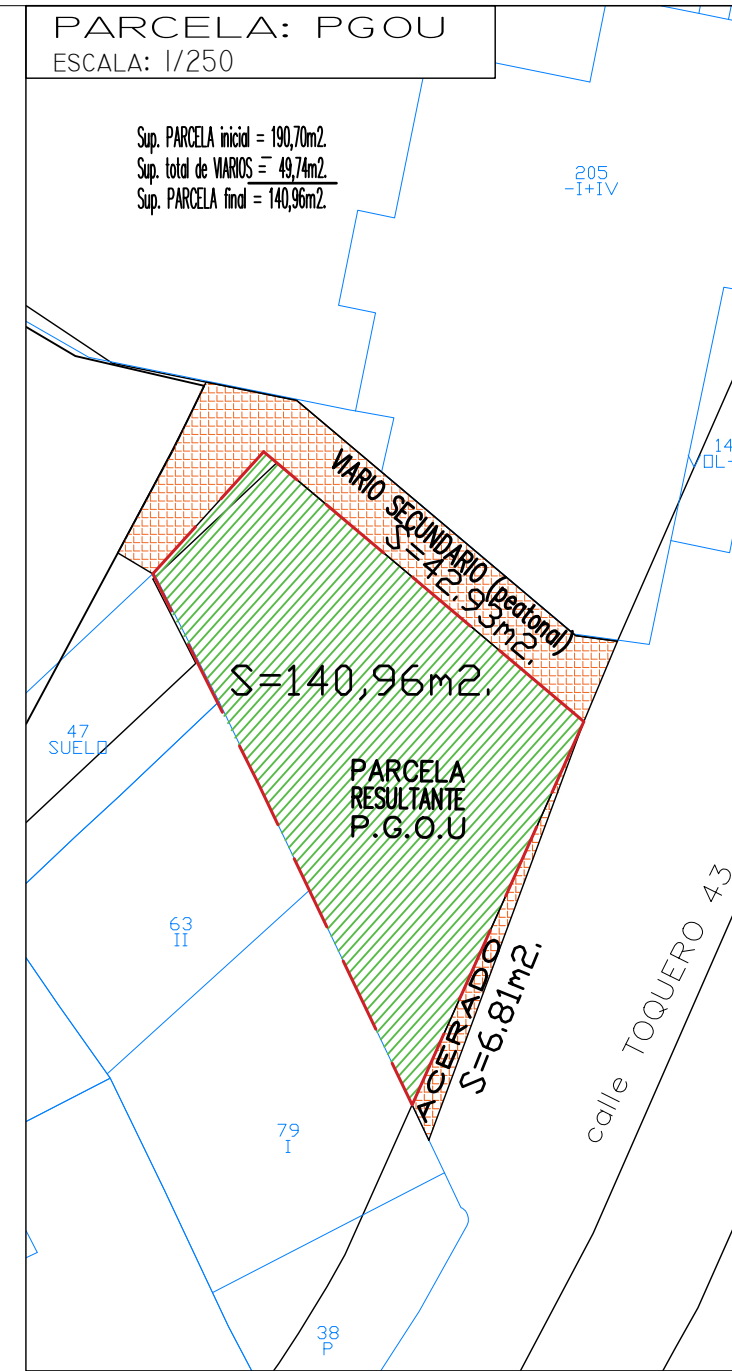 PARCELA: PGOU
ESCALA: 1/250
Sup. PARCELA inicial = 190,70m2.
Sup. total de VIARIOS = 49,74m2.
Sup. PARCELA final = 140,96m2.
205
-I+IV
14
VIARIO SECUNDARIO (peatonal)
S=42,93m2.
S=140,96m2.
47
SUELO
PARCELA
RESULTANTE
P.G.O.U
63
II
ACERADO
S=6,81m2.
calle TOQUERO 43
79
I
38
P